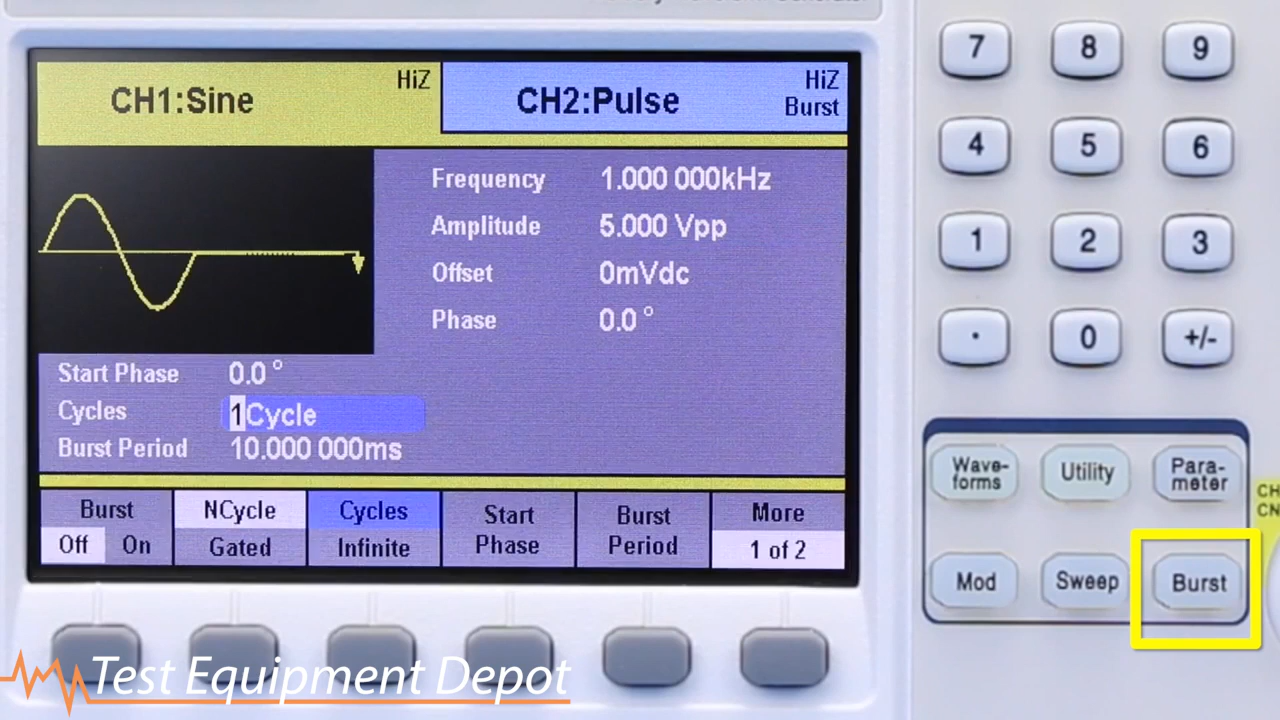 CH1:Sine
HiZ
CH2:Pulse
HiZ
Burst
Frequency 1.000 000kHz
Amplitude 5.000 Vpp
Offset 0mVdc
Phase 0.0 °
Start Phase 0.0 °
Cycles 1Cycle
Burst Period 10.000 000ms
Burst
Off On
NCycle
Gated
Cycles
Infinite
Start
Phase
Burst
Period
More
1 of 2
7 8 9
4 5 6
1 2 3
. 0 +/-
Wave-
forms
Utility
Para-
meter
Mod
Sweep
Burst
CH
CN
Test Equipment Depot